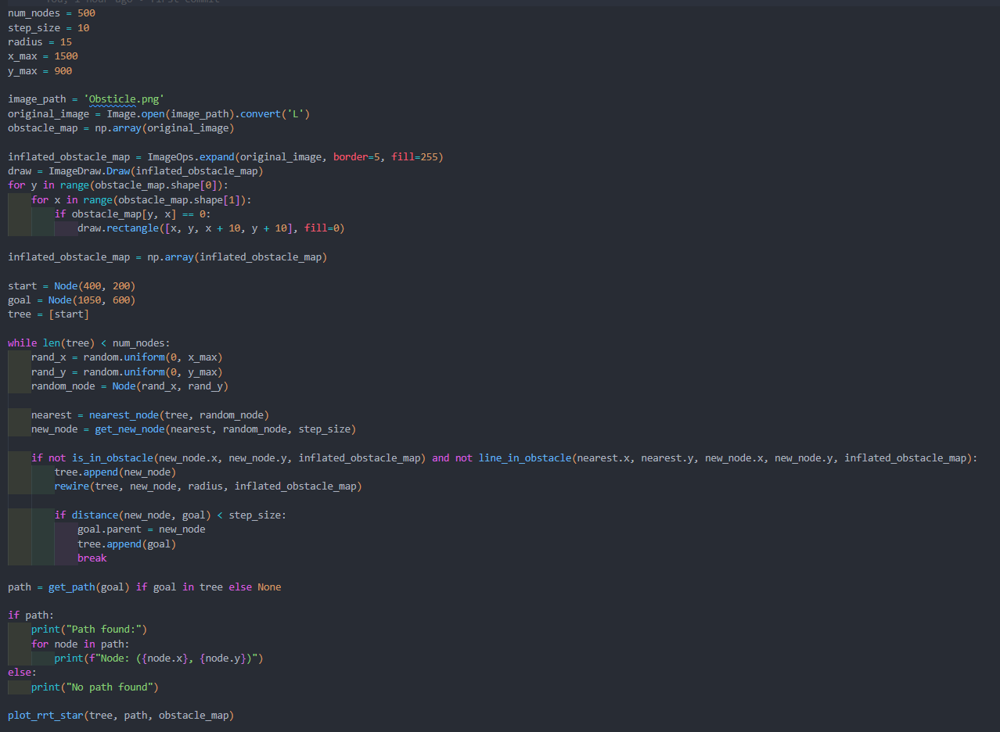 You, 1 hour ago • First commit
num_nodes = 500
step_size = 10
radius = 15
x_max = 1500
y_max = 900

image_path = 'Obsticle.png'
original_image = Image.open(image_path).convert('L')
obstacle_map = np.array(original_image)

inflated_obstacle_map = ImageOps.expand(original_image, border=5, fill=255)
draw = ImageDraw.Draw(inflated_obstacle_map)
for y in range(obstacle_map.shape[0]):
    for x in range(obstacle_map.shape[1]):
        if obstacle_map[y, x] == 0:
            draw.rectangle([x, y, x + 10, y + 10], fill=0)

inflated_obstacle_map = np.array(inflated_obstacle_map)

start = Node(400, 200)
goal = Node(1050, 600)
tree = [start]

while len(tree) < num_nodes:
    rand_x = random.uniform(0, x_max)
    rand_y = random.uniform(0, y_max)
    random_node = Node(rand_x, rand_y)

    nearest = nearest_node(tree, random_node)
    new_node = get_new_node(nearest, random_node, step_size)

    if not is_in_obstacle(new_node.x, new_node.y, inflated_obstacle_map) and not line_in_obstacle(nearest.x, nearest.y, new_node.x, new_node.y, inflated_obstacle_map):
        tree.append(new_node)
        rewire(tree, new_node, radius, inflated_obstacle_map)

        if distance(new_node, goal) < step_size:
            goal.parent = new_node
            tree.append(goal)
            break

path = get_path(goal) if goal in tree else None

if path:
    print("Path found:")
    for node in path:
        print(f"Node: ({node.x}, {node.y})")
else:
    print("No path found")

plot_rrt_star(tree, path, obstacle_map)